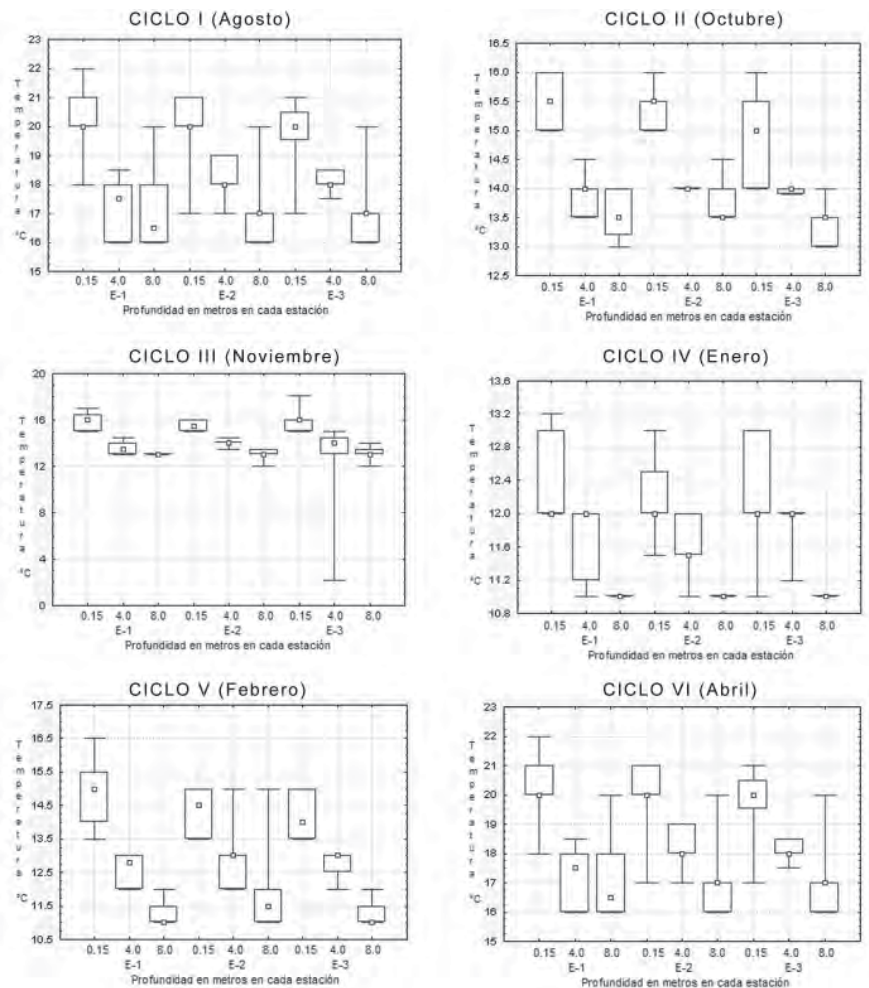 CICLO I (Agosto)
23
22
21
20
19
18
17
16
15
Temperatura ºC
0.15 4.0 8.0 0.15 4.0 8.0 0.15 4.0 8.0
E-1 E-2 E-3
Profundidad en metros en cada estación
CICLO II (Octubre)
16.5
16.0
15.5
15.0
14.5
14.0
13.5
13.0
12.5
Temperatura ºC
0.15 4.0 8.0 0.15 4.0 8.0 0.15 4.0 8.0
E-1 E-2 E-3
Profundidad en metros en cada estación
CICLO III (Noviembre)
20
16
12
8
4
0
Temperatura ºC
0.15 4.0 8.0 0.15 4.0 8.0 0.15 4.0 8.0
E-1 E-2 E-3
Profundidad en metros en cada estación
CICLO IV (Enero)
13.6
13.2
12.8
12.4
12.0
11.6
11.2
10.8
Temperatura ºC
0.15 4.0 8.0 0.15 4.0 8.0 0.15 4.0 8.0
E-1 E-2 E-3
Profundidad en metros en cada estación
CICLO V (Febrero)
17.5
16.5
15.5
14.5
13.5
12.5
11.5
10.5
Temperatura ºC
0.15 4.0 8.0 0.15 4.0 8.0 0.15 4.0 8.0
E-1 E-2 E-3
Profundidad en metros en cada estación
CICLO VI (Abril)
23
22
21
20
19
18
17
16
15
Temperatura ºC
0.15 4.0 8.0 0.15 4.0 8.0 0.15 4.0 8.0
E-1 E-2 E-3
Profundidad en metros en cada estación